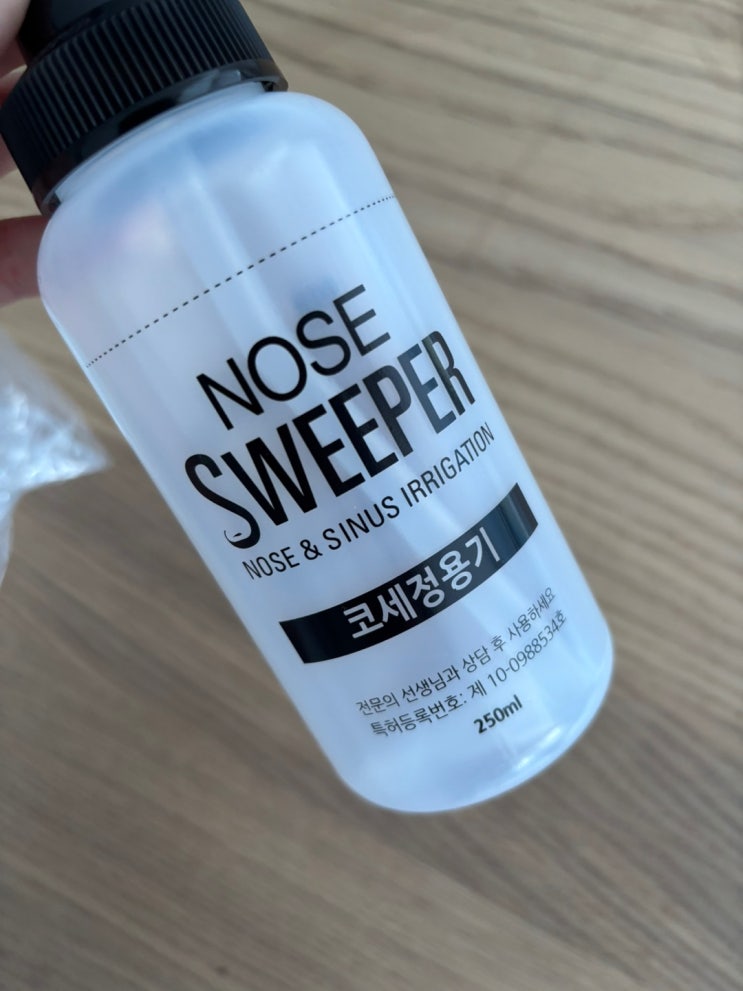 NOSE
SWEEPER
NOSE & SINUS IRRIGATION
코세정용기
전문의 선생님과 상담 후 사용하세요
특허등록번호: 제 10-0988534호
250ml